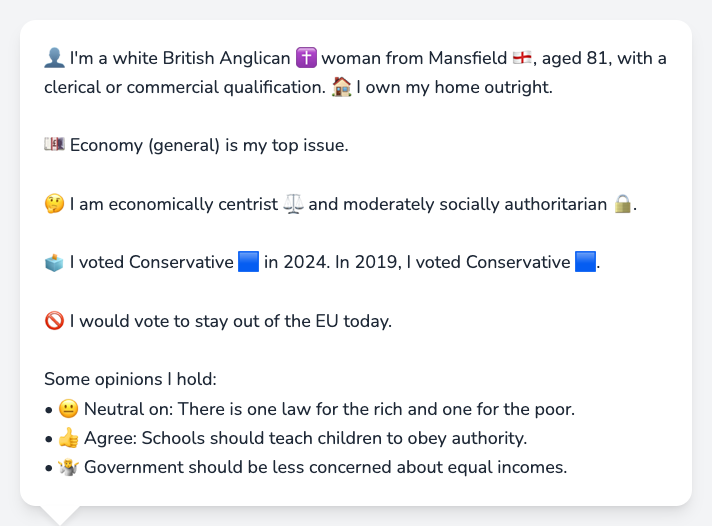 👤 I'm a white British Anglican ✝️ woman from Mansfield 🏴󠁧󠁢󠁥󠁮󠁧󠁿, aged 81, with a
clerical or commercial qualification. 🏠 I own my home outright.
💷 Economy (general) is my top issue.
🤔 I am economically centrist ⚖️ and moderately socially authoritarian 🔒.
🗳️ I voted Conservative 🟦 in 2024. In 2019, I voted Conservative 🟦.
🚫 I would vote to stay out of the EU today.
Some opinions I hold:
• 😐 Neutral on: There is one law for the rich and one for the poor.
• 👍 Agree: Schools should teach children to obey authority.
• 🤷 Government should be less concerned about equal incomes.